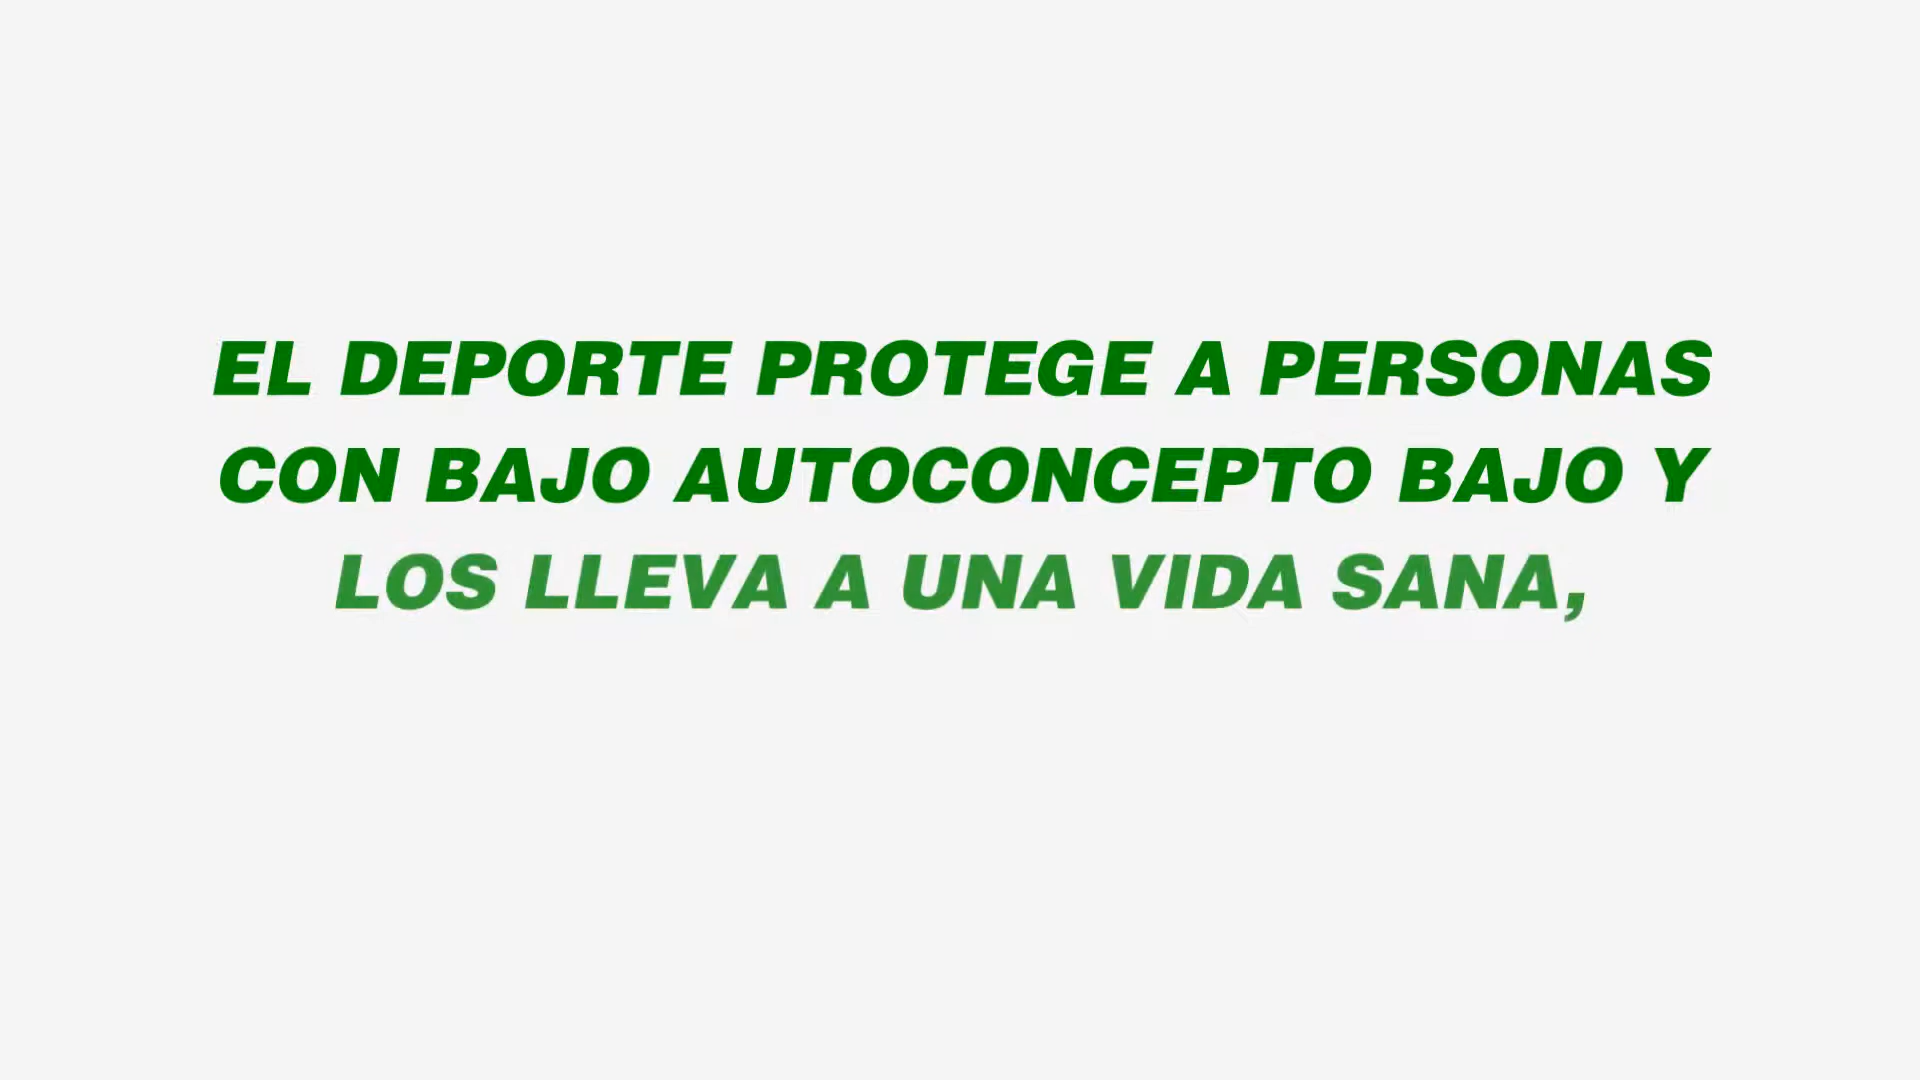 EL DEPORTE PROTEGE A PERSONAS
CON BAJO AUTOCONCEPTO BAJO Y
LOS LLEVA A UNA VIDA SANA,